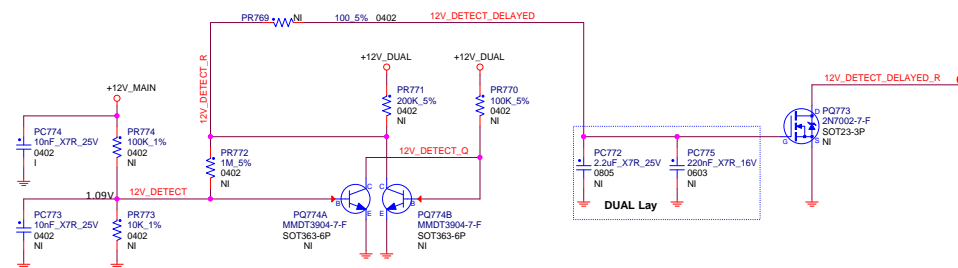 PR769 NI 100_5% 0402 12V_DETECT_DELAYED
12V_DETECT_R
+12V_DUAL +12V_DUAL
+12V_MAIN
PR771
200K_5%
0402
NI
PR770
100K_5%
0402
NI
12V_DETECT_DELAYED_R
PQ773
2N7002-7-F
SOT23-3P
NI
D
G
S
PC774
10nF_X7R_25V
0402
I
PR774
100K_1%
0402
NI
PR772
1M_5%
0402
NI
12V_DETECT_Q
PC772
2.2uF_X7R_25V
0805
NI
PC775
220nF_X7R_16V
0603
NI
DUAL Lay
1.09V 12V_DETECT
PC773
10nF_X7R_25V
0402
NI
PR773
10K_1%
0402
NI
B C E
C B E
PQ774A
MMDT3904-7-F
SOT363-6P
NI
PQ774B
MMDT3904-7-F
SOT363-6P
NI